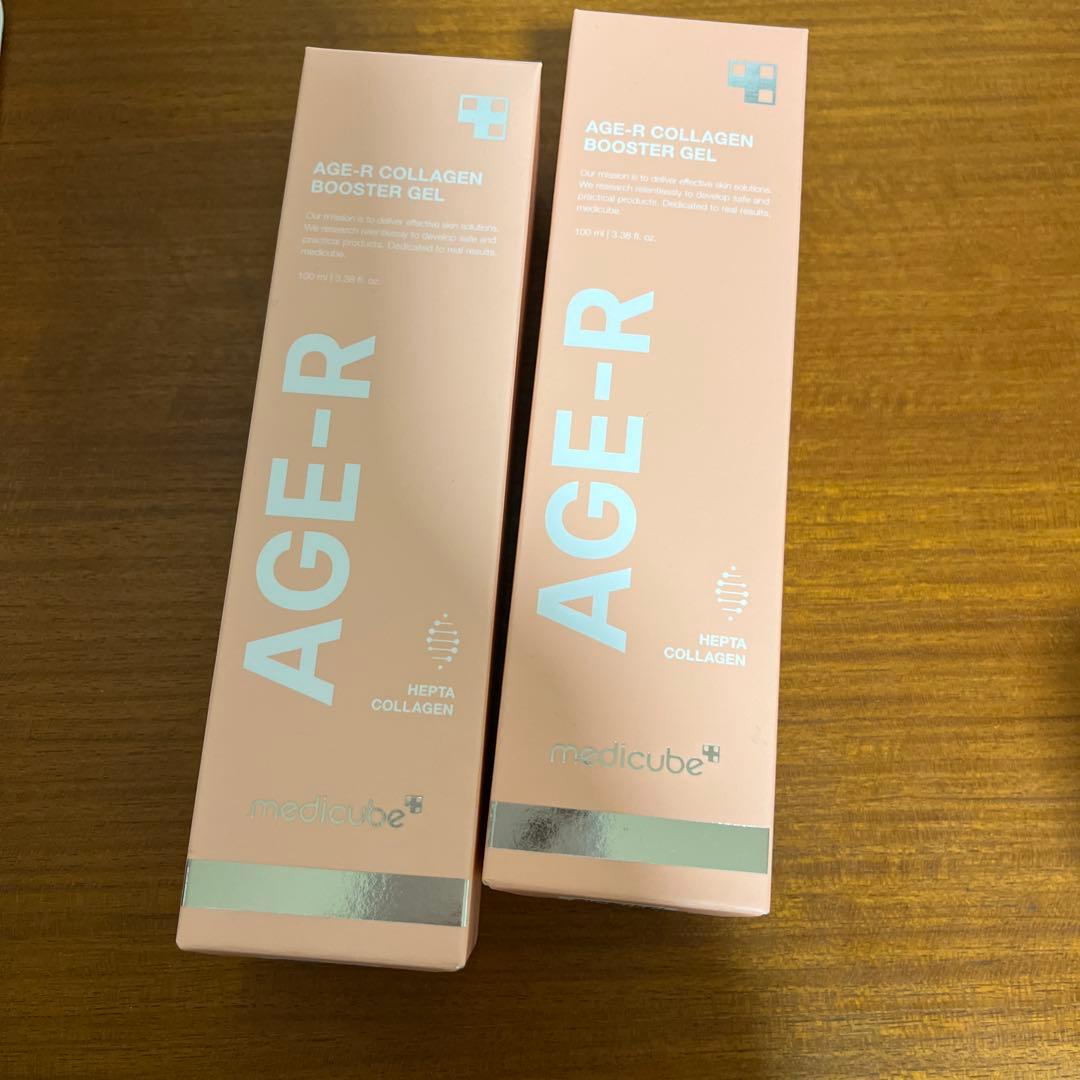 AGE-R COLLAGEN
BOOSTER GEL
Our mission is to deliver effective skin solutions.
We research relentlessly to develop safe and
practical products. Dedicated to real results,
medicube.
100 ml | 3.38 fl. oz.
AGE-R
HEPTA
COLLAGEN
medicube
AGE-R COLLAGEN
BOOSTER GEL
Our mission is to deliver effective skin solutions.
We research relentlessly to develop safe and
practical products. Dedicated to real results,
medicube.
100 ml | 3.38 fl. oz.
AGE-R
HEPTA
COLLAGEN
medicube